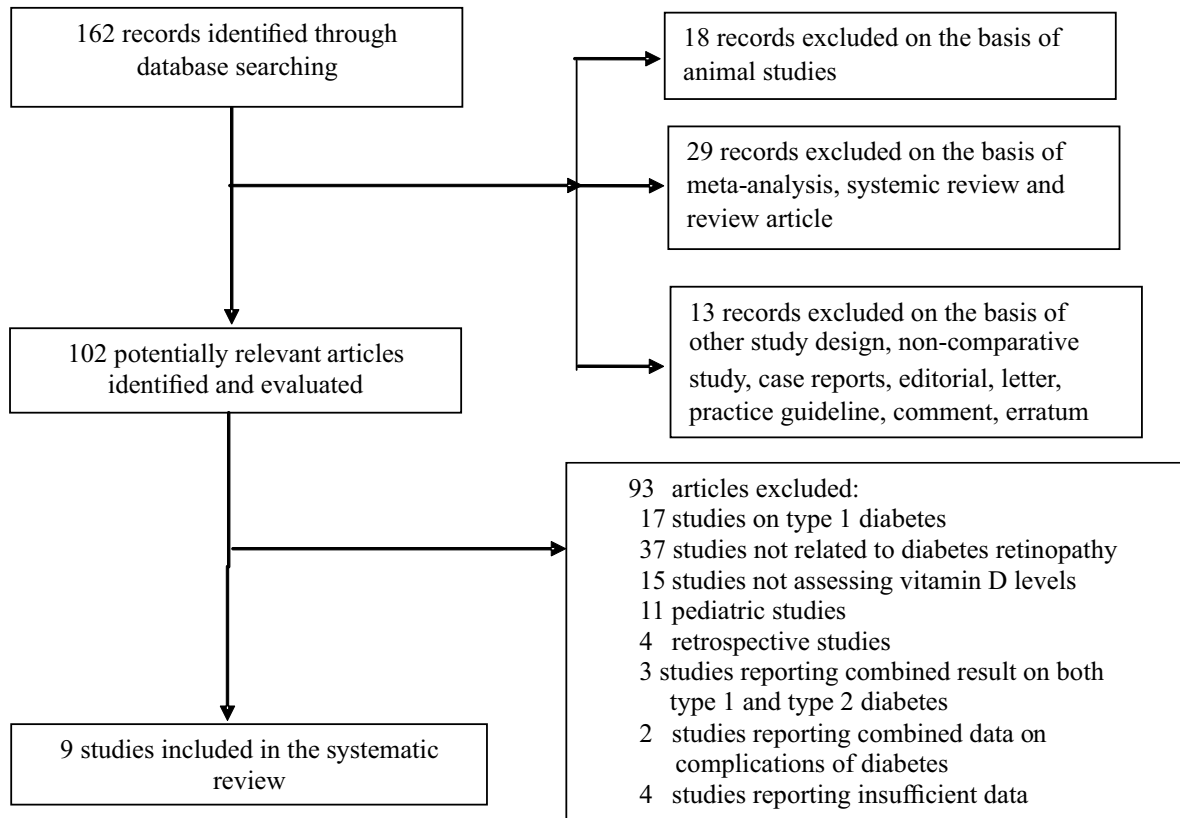 162 records identified through
database searching
18 records excluded on the basis of
animal studies
29 records excluded on the basis of
meta-analysis, systemic review and
review article
13 records excluded on the basis of
other study design, non-comparative
study, case reports, editorial, letter,
practice guideline, comment, erratum
102 potentially relevant articles
identified and evaluated
93 articles excluded:
17 studies on type 1 diabetes
37 studies not related to diabetes retinopathy
15 studies not assessing vitamin D levels
11 pediatric studies
4 retrospective studies
3 studies reporting combined result on both
type 1 and type 2 diabetes
2 studies reporting combined data on
complications of diabetes
4 studies reporting insufficient data
9 studies included in the systematic
review